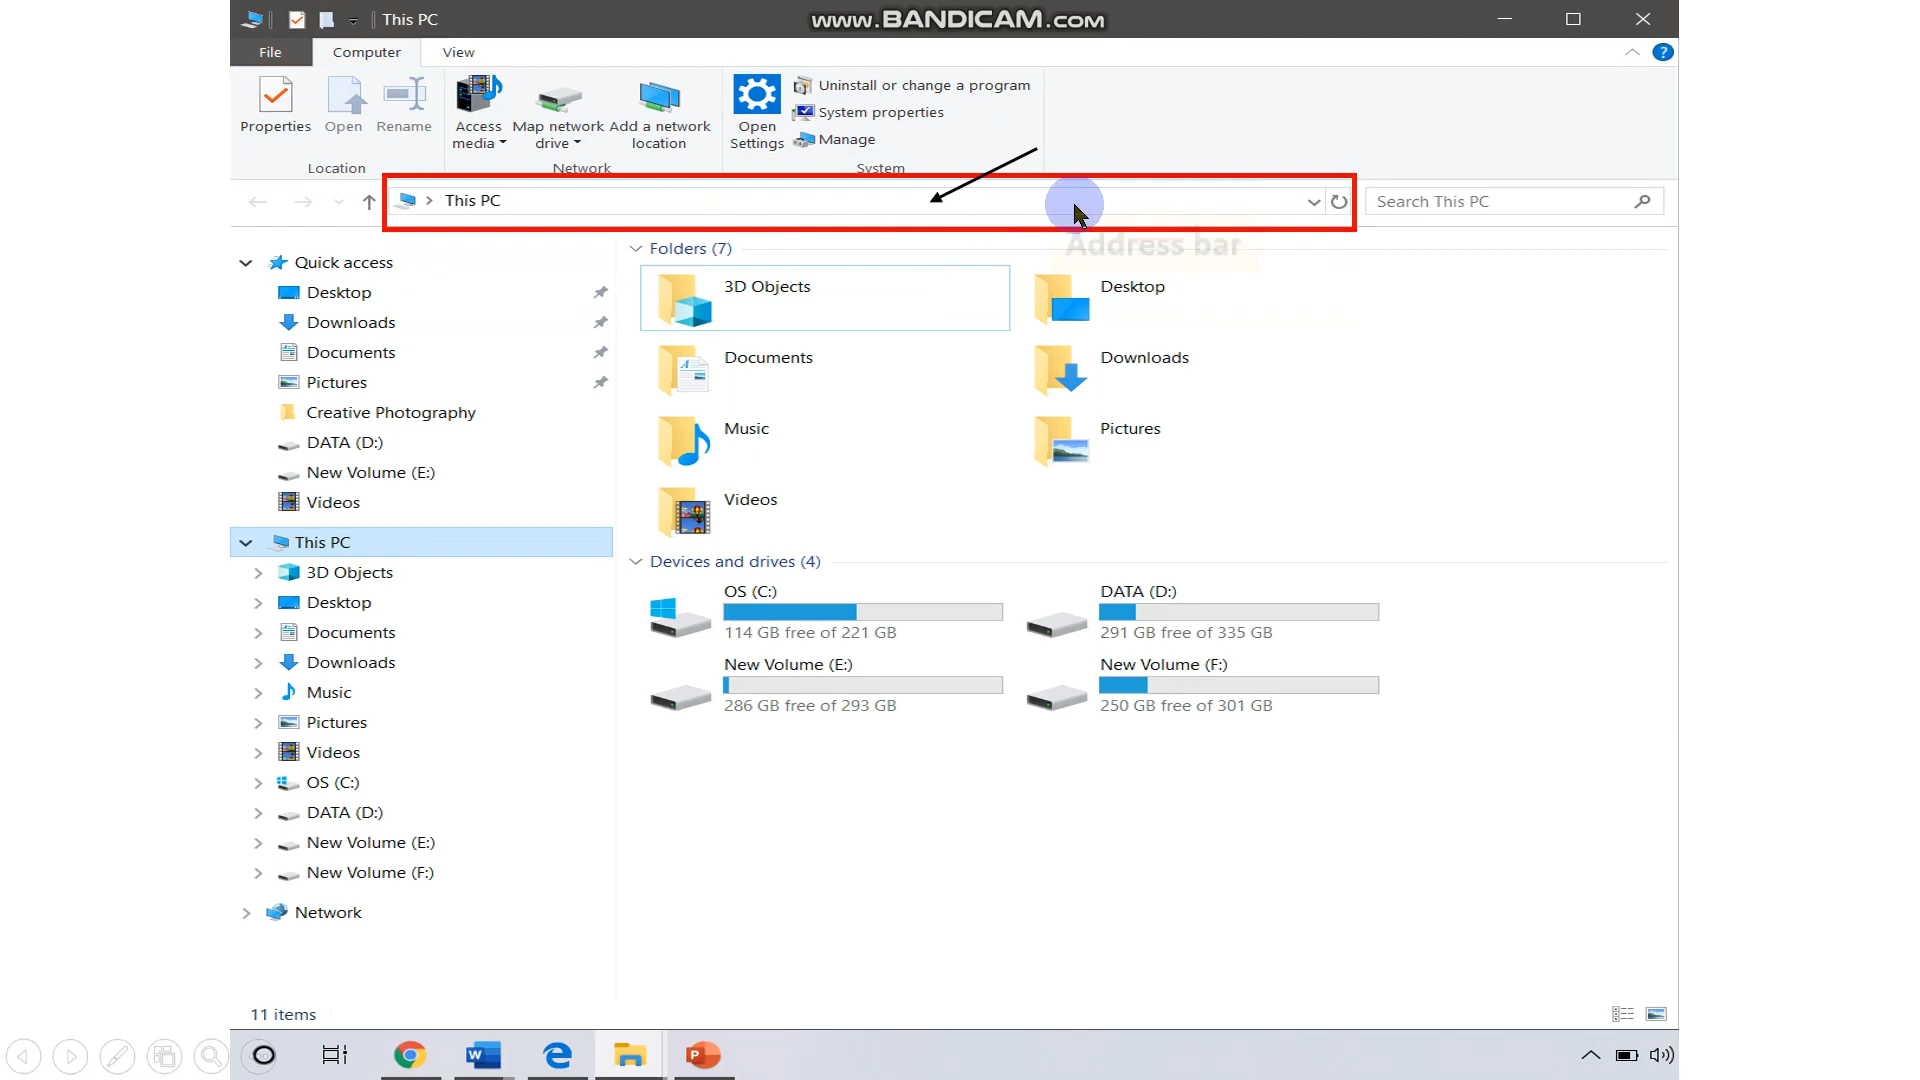 This PC
www.BANDICAM.com
File
Computer
View
?
Properties
Open
Rename
Access
media
Map network
drive
Add a network
location
Open
Settings
Uninstall or change a program
System properties
Manage
Location
Network
System
This PC
Search This PC
Address bar
Quick access
Desktop
Downloads
Documents
Pictures
Creative Photography
DATA (D:)
New Volume (E:)
Videos
This PC
3D Objects
Desktop
Documents
Downloads
Music
Pictures
Videos
OS (C:)
DATA (D:)
New Volume (E:)
New Volume (F:)
Network
Folders (7)
3D Objects
Desktop
Documents
Downloads
Music
Pictures
Videos
Devices and drives (4)
OS (C:)
114 GB free of 221 GB
DATA (D:)
291 GB free of 335 GB
New Volume (E:)
286 GB free of 293 GB
New Volume (F:)
250 GB free of 301 GB
11 items
W
P